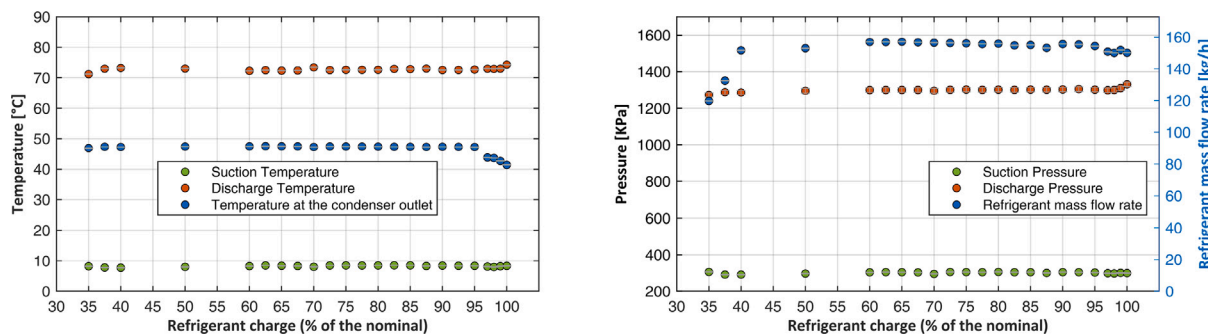 90
80
70
60
50
40
30
20
10
0
Temperature [°C]
Suction Temperature
Discharge Temperature
Temperature at the condenser outlet
30 35 40 45 50 55 60 65 70 75 80 85 90 95 100
Refrigerant charge (% of the nominal)
1600
1400
1200
1000
800
600
400
200
Pressure [KPa]
Suction Pressure
Discharge Pressure
Refrigerant mass flow rate
160
140
120
100
80
60
40
20
0
Refrigerant mass flow rate [kg/h]
30 35 40 45 50 55 60 65 70 75 80 85 90 95 100
Refrigerant charge (% of the nominal)